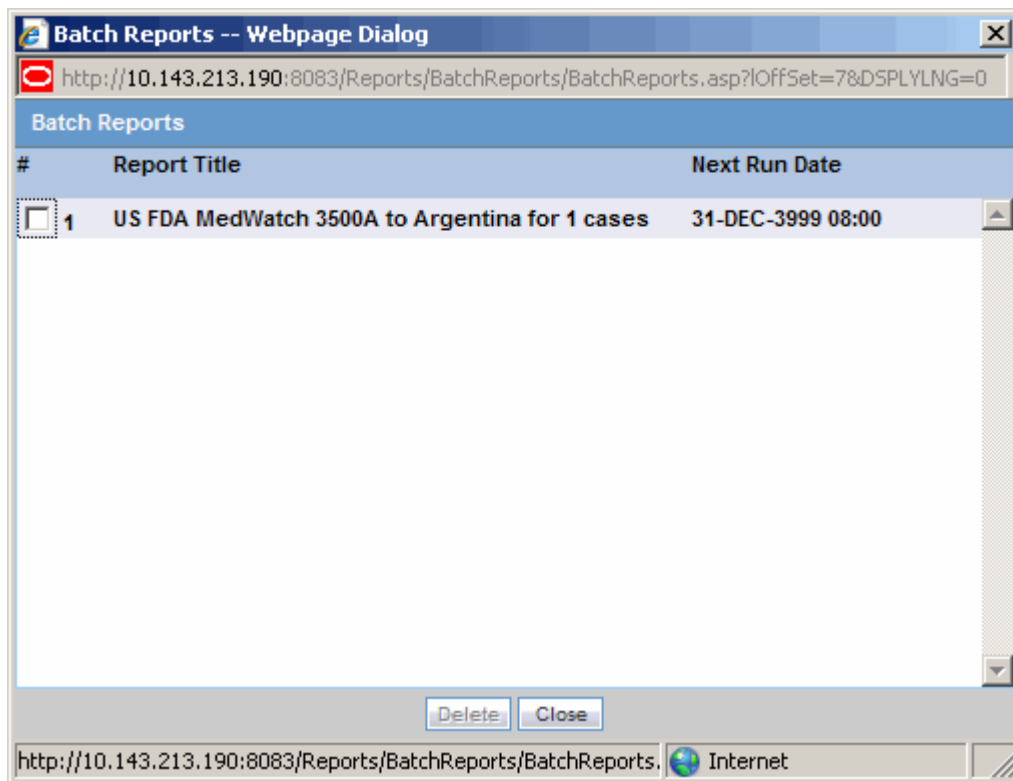 Batch Reports -- Webpage Dialog
http://10.143.213.190:8083/Reports/BatchReports/BatchReports.asp?lOffSet=7&DSPLYLNG=0
Batch Reports
# Report Title Next Run Date
1 US FDA MedWatch 3500A to Argentina for 1 cases 31-DEC-3999 08:00
Delete Close
http://10.143.213.190:8083/Reports/BatchReports/BatchReports. Internet